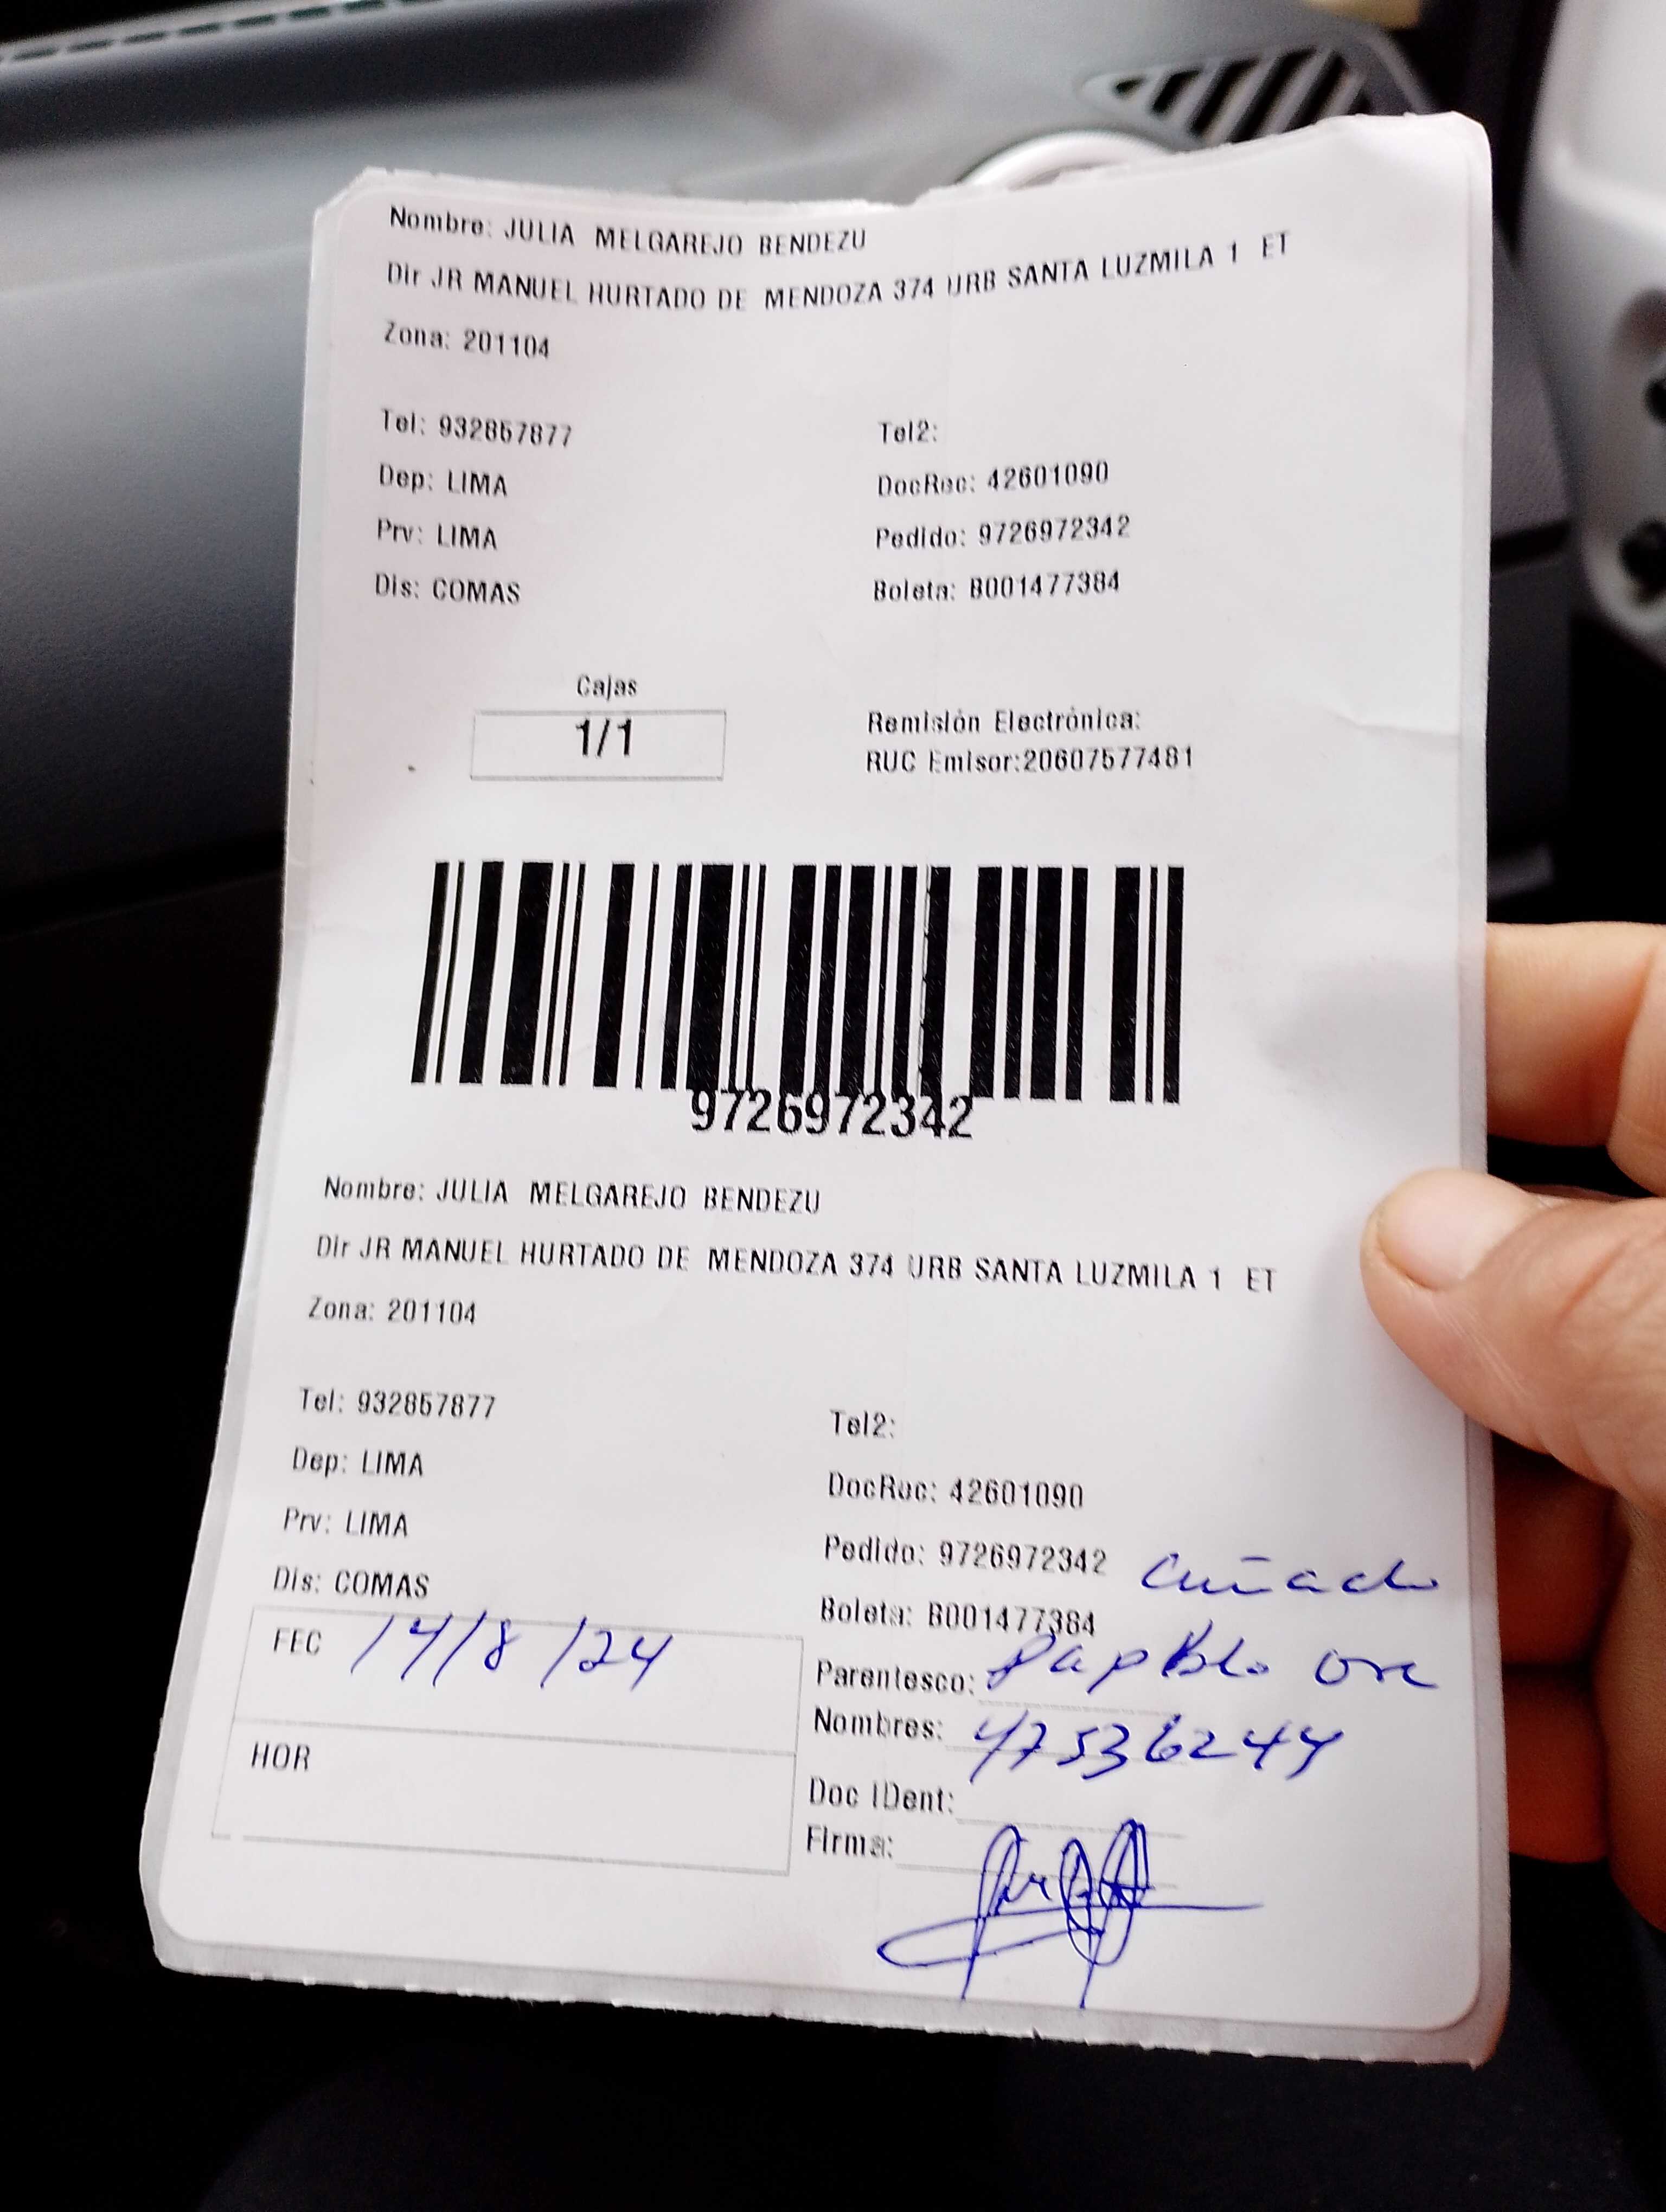 Nombre: JULIA MELGAREJO BENDEZU
Dir JR MANUEL HURTADO DE MENDOZA 374 URB SANTA LUZMILA 1 ET
Zona: 201104
Tel: 932857877
Tel2:
Dep: LIMA
DocRec: 42601090
Prv: LIMA
Pedido: 9726972342
Dis: COMAS
Boleta: B001477384
Cajas
1/1
Remisión Electrónica:
RUC Emisor:20607577481
9726972342
Nombre: JULIA MELGAREJO BENDEZU
Dir JR MANUEL HURTADO DE MENDOZA 374 URB SANTA LUZMILA 1 ET
Zona: 201104
Tel: 932857877
Tel2:
Dep: LIMA
DocRec: 42601090
Prv: LIMA
Pedido: 9726972342 Cuñado
Dis: COMAS
Boleta: B001477384
FEC 14/8/24
Parentesco: Ore
Nombres: 47536244
HOR
Doc IDent:
Firma: